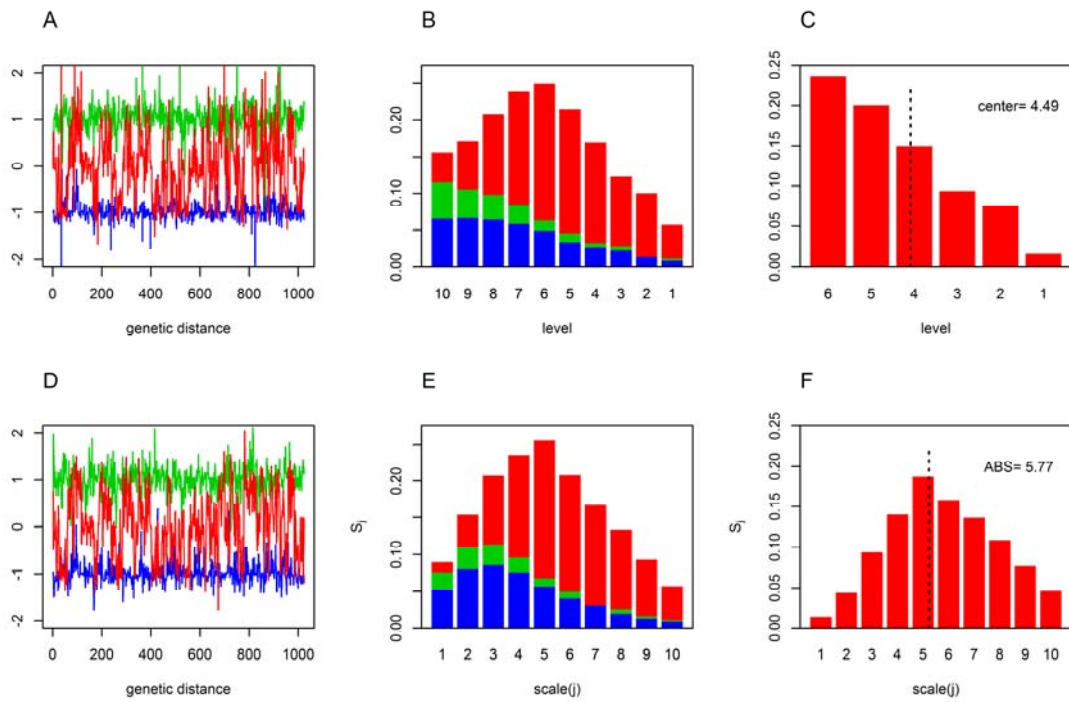 A
B
C
2
1
0
-1
-2
0 200 400 600 800 1000
genetic distance
0.20
0.10
0.00
10 9 8 7 6 5 4 3 2 1
level
0.25
0.20
0.15
0.10
0.05
0.00
center= 4.49
6 5 4 3 2 1
level
D
E
F
2
1
0
-1
-2
0 200 400 600 800 1000
genetic distance
Sj
0.20
0.10
0.00
1 2 3 4 5 6 7 8 9 10
scale(j)
Sj
0.25
0.20
0.15
0.10
0.05
0.00
ABS= 5.77
1 2 3 4 5 6 7 8 9 10
scale(j)